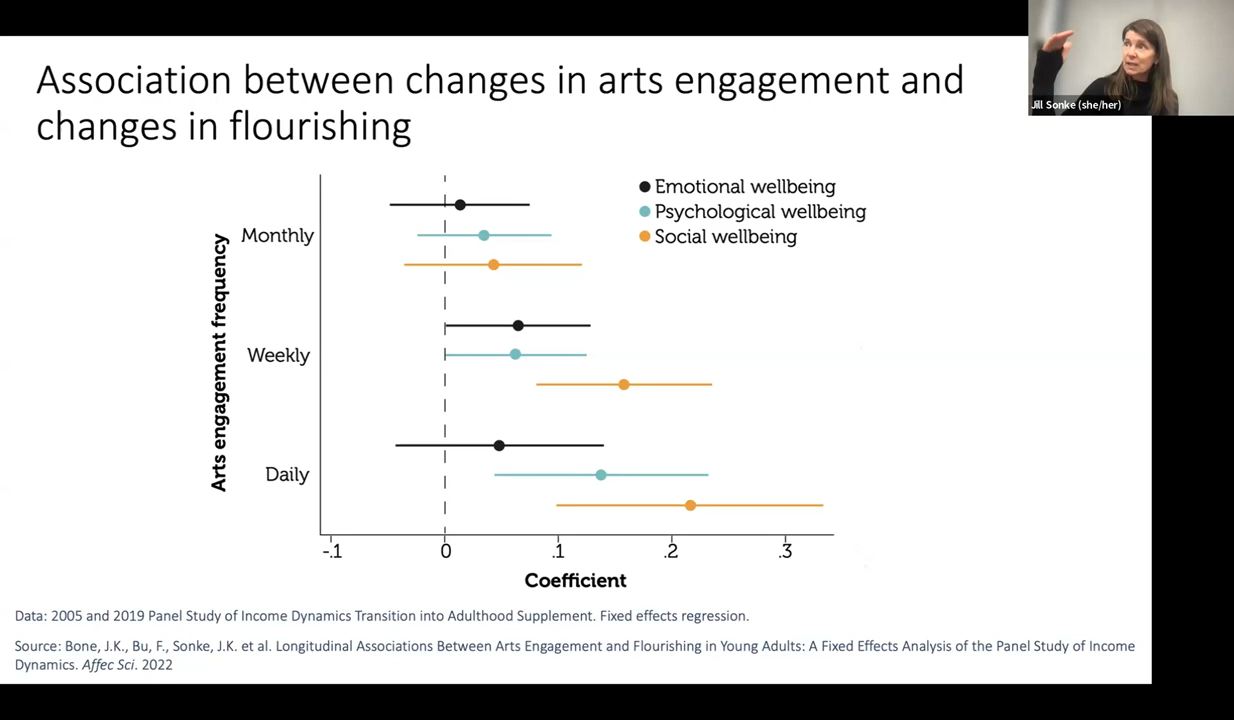 Association between changes in arts engagement and
changes in flourishing
Jill Sonke (she/her)
Emotional wellbeing
Psychological wellbeing
Social wellbeing
Arts engagement frequency
Monthly
Weekly
Daily
-.1 0 .1 .2 .3
Coefficient
Data: 2005 and 2019 Panel Study of Income Dynamics Transition into Adulthood Supplement. Fixed effects regression.
Source: Bone, J.K., Bu, F., Sonke, J.K. et al. Longitudinal Associations Between Arts Engagement and Flourishing in Young Adults: A Fixed Effects Analysis of the Panel Study of Income
Dynamics. Affec Sci. 2022